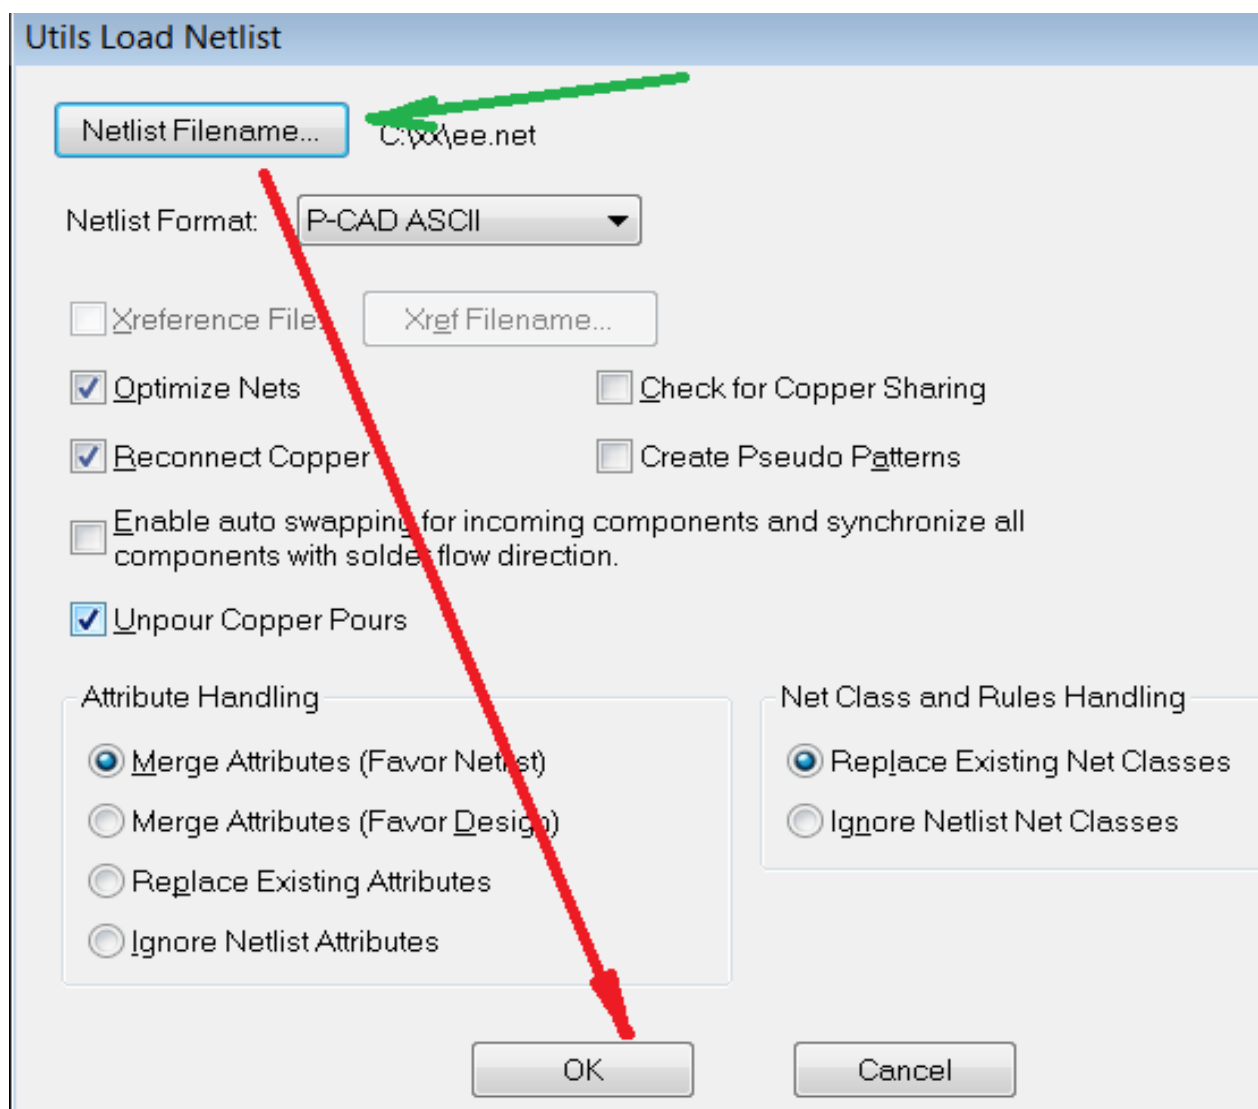 Utils Load Netlist
Netlist Filename...
C:\xx\ee.net
Netlist Format:
P-CAD ASCII
Xreference File:
Xref Filename...
Optimize Nets
Check for Copper Sharing
Reconnect Copper
Create Pseudo Patterns
Enable auto swapping for incoming components and synchronize all
components with solder flow direction.
Unpour Copper Pours
Attribute Handling
Merge Attributes (Favor Netlist)
Merge Attributes (Favor Design)
Replace Existing Attributes
Ignore Netlist Attributes
Net Class and Rules Handling
Replace Existing Net Classes
Ignore Netlist Net Classes
OK
Cancel